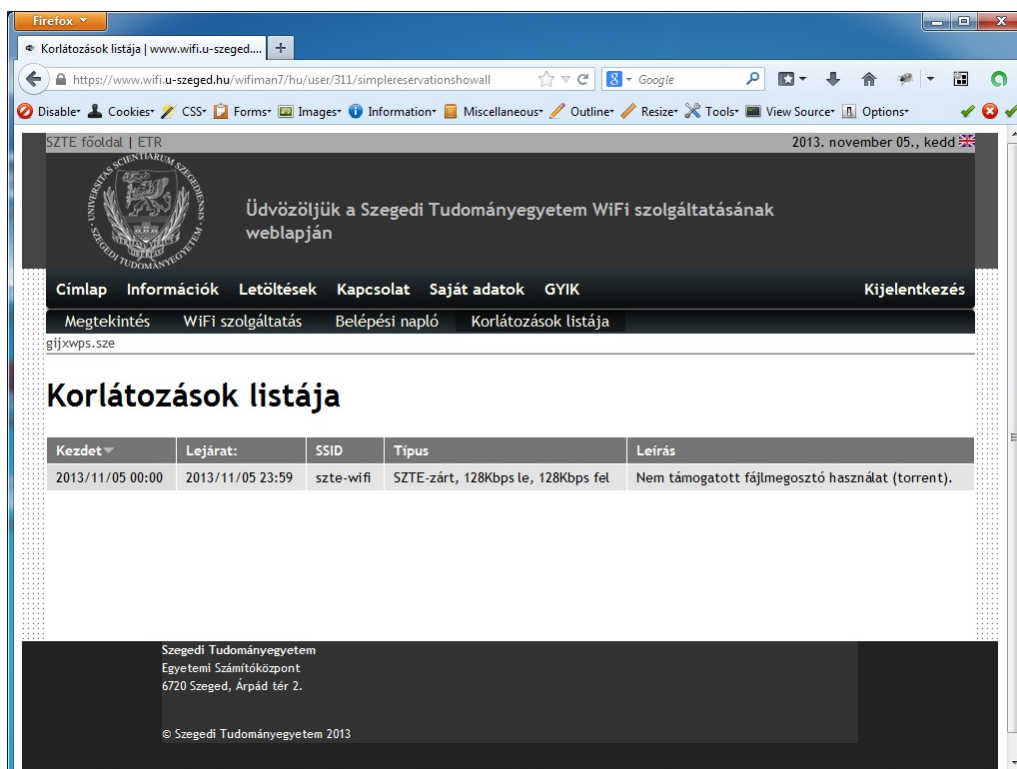 Firefox
Korlátozások listája | www.wifi.u-szeged....
https://www.wifi.u-szeged.hu/wifiman7/hu/user/311/simplereservationshowall
Google
Disable Cookies CSS Forms Images Information Miscellaneous Outline Resize Tools View Source Options
SZTE főoldal | ETR
2013. november 05., kedd
UNIVERSITAS SCIENTIARUM SZEGEDIENSIS
SZEGEDI TUDOMÁNYEGYETEM
Üdvözöljük a Szegedi Tudományegyetem WiFi szolgáltatásának
weblapján
Címlap Információk Letöltések Kapcsolat Saját adatok GYIK Kijelentkezés
Megtekintés WiFi szolgáltatás Belépési napló Korlátozások listája
gijxwps.sze
Korlátozások listája
Kezdet Lejárat: SSID Típus Leírás
2013/11/05 00:00 2013/11/05 23:59 szte-wifi SZTE-zárt, 128Kbps le, 128Kbps fel Nem támogatott fájlmegosztó használat (torrent).
Szegedi Tudományegyetem
Egyetemi Számítóközpont
6720 Szeged, Árpád tér 2.
© Szegedi Tudományegyetem 2013